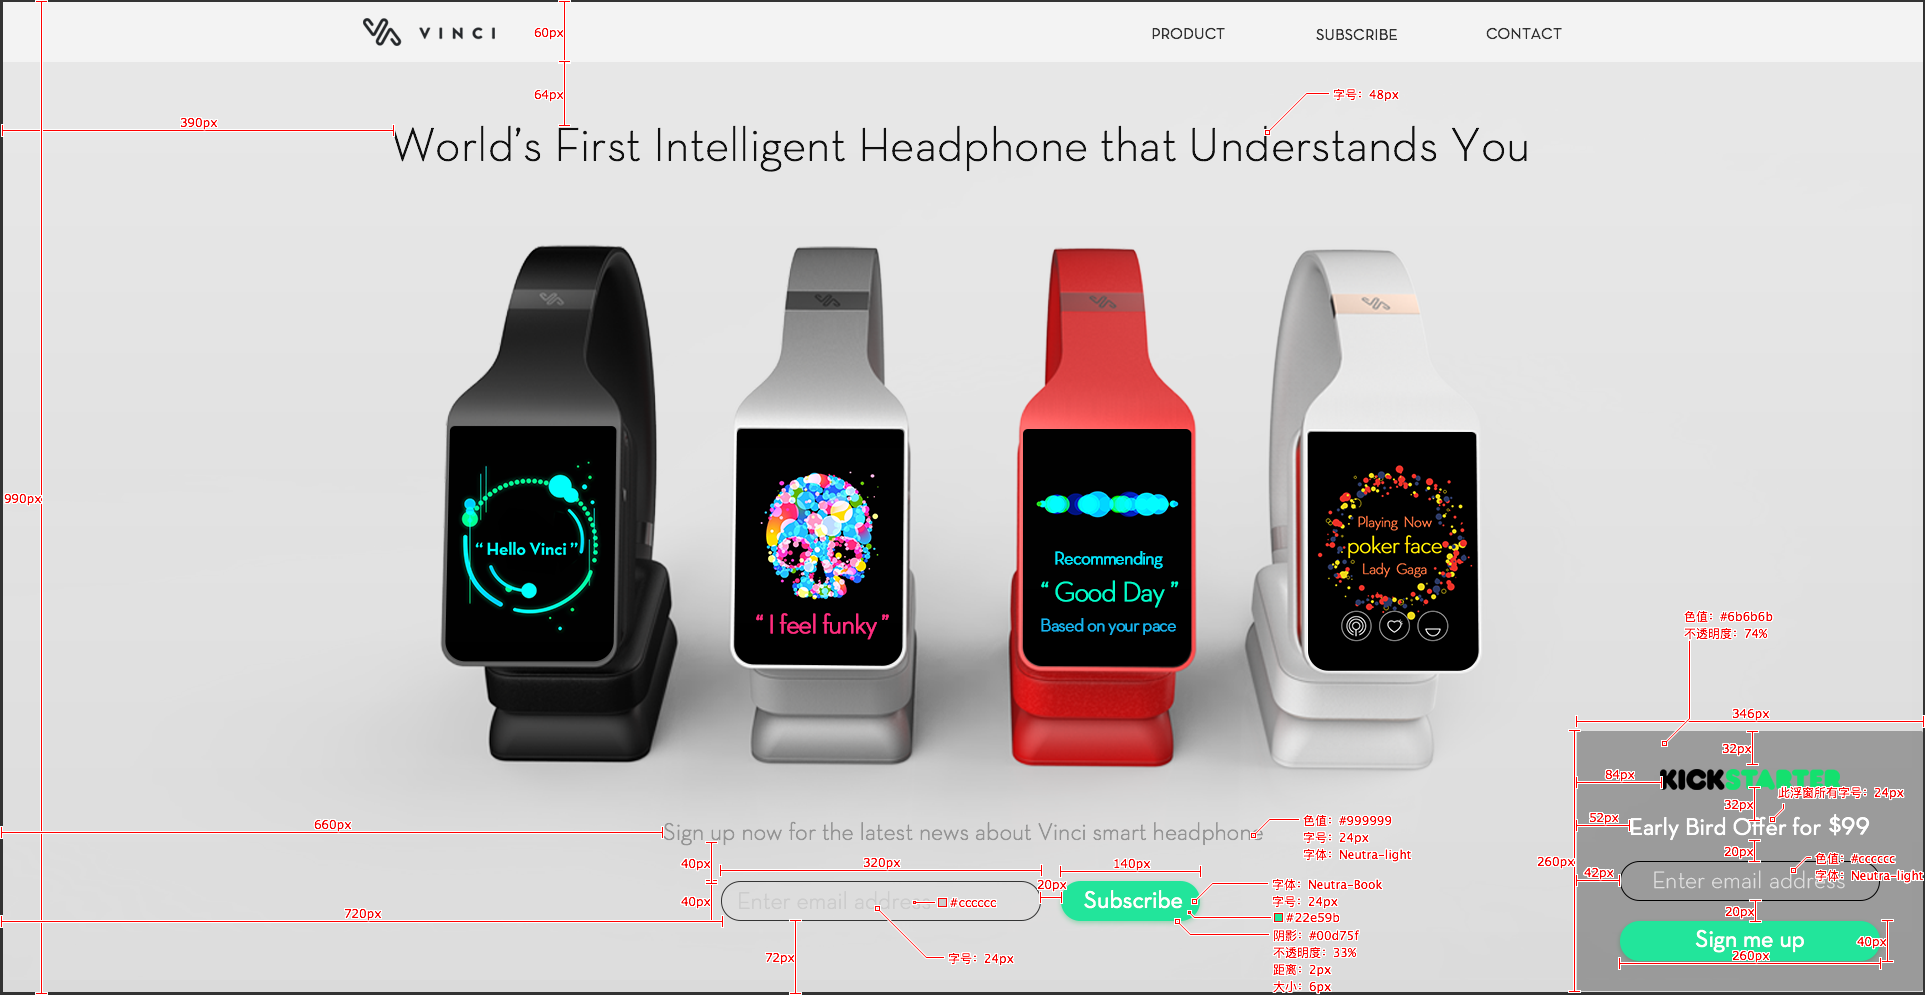 VINCI
PRODUCT
SUBSCRIBE
CONTACT
60px
64px
字号：48px
390px
World's First Intelligent Headphone that Understands You
“ Hello Vinci ”
“ I feel funky ”
Recommending
“ Good Day ”
Based on your pace
Playing Now
poker face
Lady Gaga
990px
色值：#6b6b6b
不透明度：74%
346px
32px
84px
KICKSTARTER
此浮窗所有字号：24px
32px
52px
Early Bird Offer for $99
20px
260px
色值：#cccccc
字体：Neutra-light
42px
Enter email address
20px
Sign me up
40px
260px
660px
Sign up now for the latest news about Vinci smart headphone
色值：#999999
字号：24px
字体：Neutra-light
40px
320px
140px
20px
字体：Neutra-Book
字号：24px
#22e59b
阴影：#00d75f
不透明度：33%
距离：2px
大小：6px
40px
Enter email address
#cccccc
Subscribe
720px
72px
字号：24px